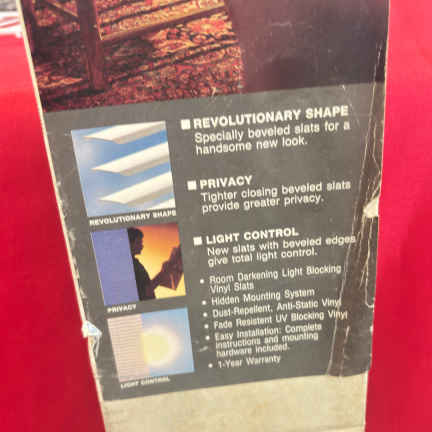 REVOLUTIONARY SHAPE
Specially beveled slats for a
handsome new look.
REVOLUTIONARY SHAPE
PRIVACY
Tighter closing beveled slats
provide greater privacy.
PRIVACY
LIGHT CONTROL
New slats with beveled edges
give total light control.
• Room Darkening Light Blocking
Vinyl Slats
• Hidden Mounting System
• Dust-Repellent, Anti-Static Vinyl
• Fade Resistent UV Blocking Vinyl
• Easy Installation: Complete
instructions and mounting
hardware included.
• 1-Year Warranty
LIGHT CONTROL